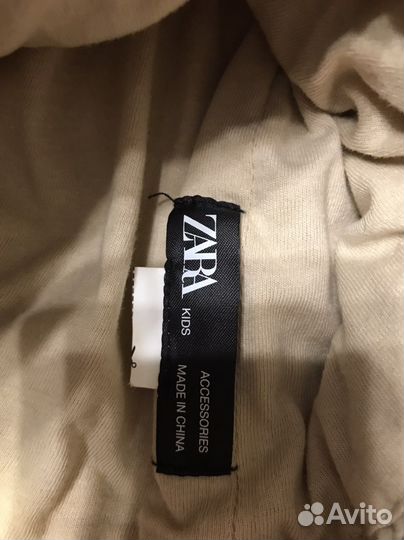 ZARA
KIDS
ACCESSORIES
MADE IN CHINA
Avito